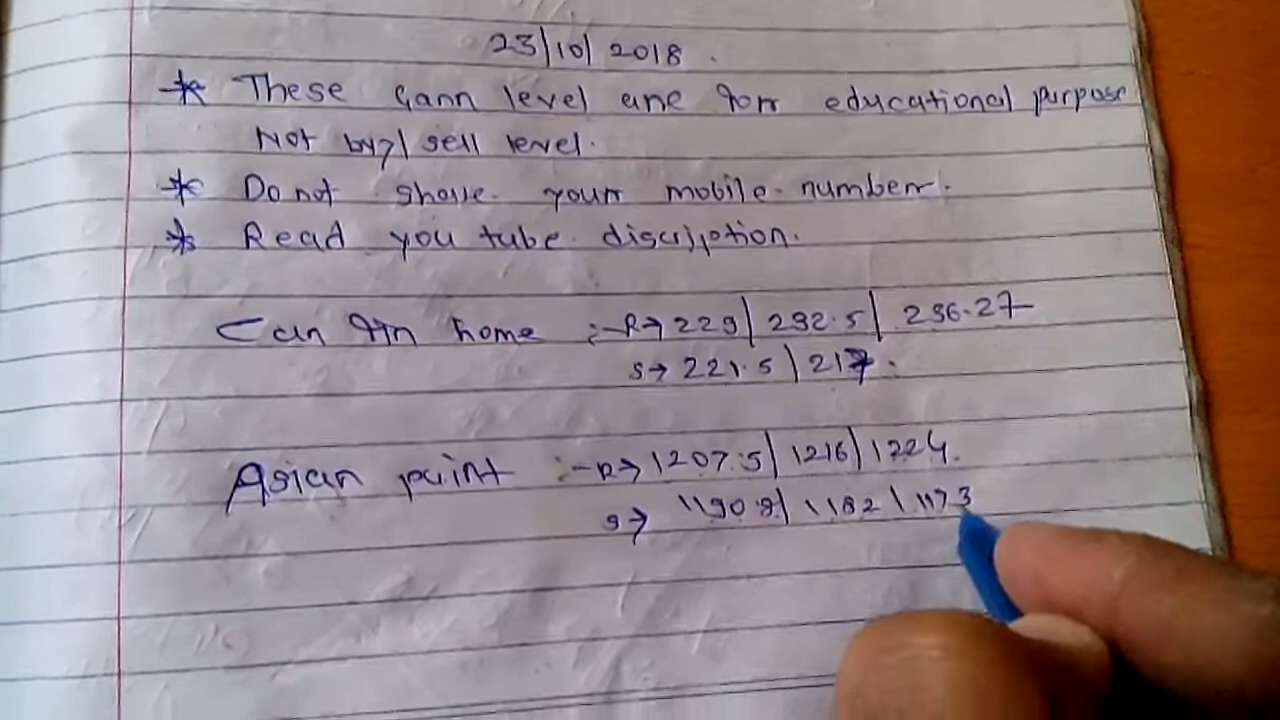 23/10/2018.
* These Gann level are for educational purpose
Not by/ sell level.
* Do not share your mobile number.
* Read you tube discription.
Can fin home :- R→ 229/ 232.5/ 236.27
S→ 221.5 / 217.
Asian paint :- R→ 1207.5/ 1216/ 1224.
S→ 1190.8/ 1182 / 1173